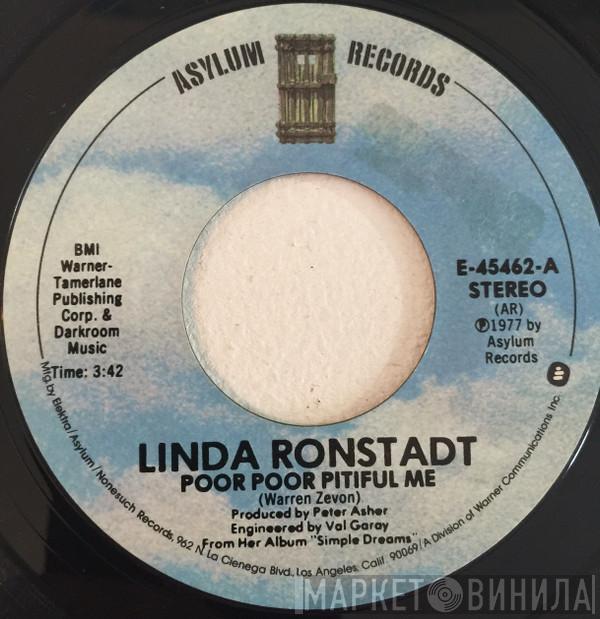 ASYLUM RECORDS
BMI
Warner-
Tamerlane
Publishing
Corp. &
Darkroom
Music
Time: 3:42
E-45462-A
STEREO
(AR)
Ⓟ1977 by
Asylum
Records
LINDA RONSTADT
POOR POOR PITIFUL ME
(Warren Zevon)
Produced by Peter Asher
Engineered by Val Garay
From Her Album "Simple Dreams"
Mfg. by Elektra/Asylum/Nonesuch Records, 962 N. La Cienega Blvd., Los Angeles, Calif. 90069/A Division of Warner Communications Inc.
МАРКЕТ ВИНИЛА